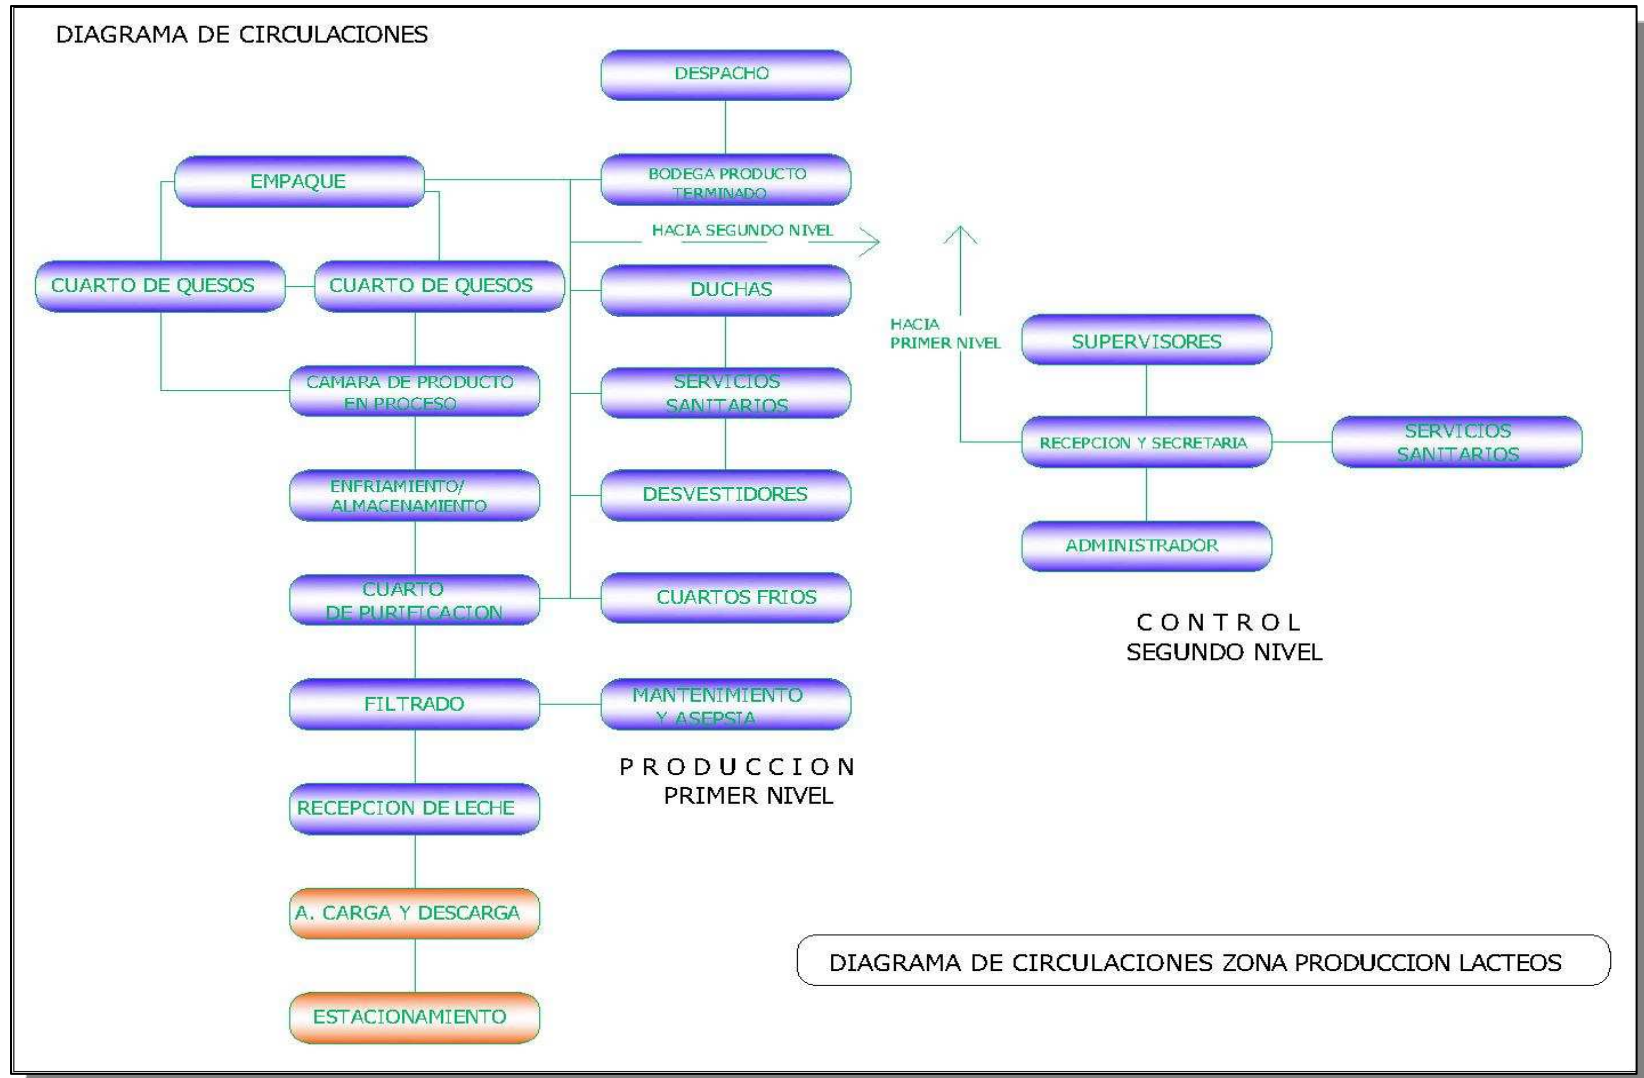 DIAGRAMA DE CIRCULACIONES
DESPACHO
EMPAQUE
BODEGA PRODUCTO
TERMINADO
HACIA SEGUNDO NIVEL
CUARTO DE QUESOS
CUARTO DE QUESOS
DUCHAS
HACIA
PRIMER NIVEL
SUPERVISORES
CAMARA DE PRODUCTO
EN PROCESO
SERVICIOS
SANITARIOS
RECEPCION Y SECRETARIA
SERVICIOS
SANITARIOS
ENFRIAMIENTO/
ALMACENAMIENTO
DESVESTIDORES
ADMINISTRADOR
CUARTO
DE PURIFICACION
CUARTOS FRIOS
CONTROL
SEGUNDO NIVEL
FILTRADO
MANTENIMIENTO
Y ASEPSIA
PRODUCCION
PRIMER NIVEL
RECEPCION DE LECHE
A. CARGA Y DESCARGA
DIAGRAMA DE CIRCULACIONES ZONA PRODUCCION LACTEOS
ESTACIONAMIENTO